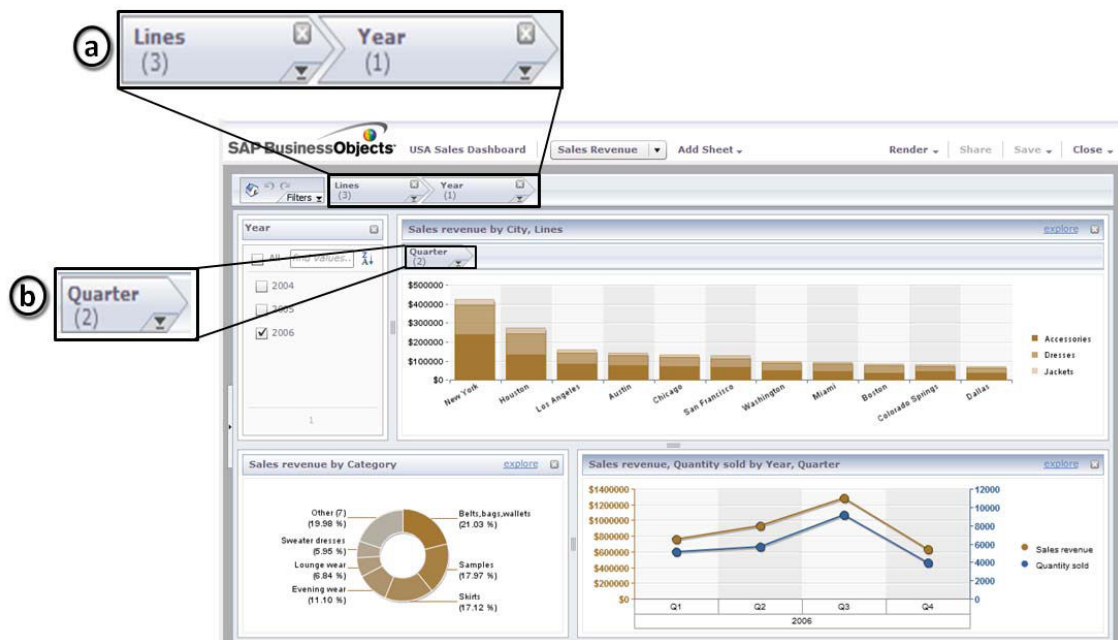 a
Lines
(3)
Year
(1)
SAP BusinessObjects USA Sales Dashboard Sales Revenue Add Sheet Render Share Save Close
Filters
Lines
(3)
Year
(1)
Year
All find values..
2004
2005
2006
1
b
Quarter
(2)
Sales revenue by City, Lines explore
Quarter
(2)
$500000
$400000
$300000
$200000
$100000
$0
New York
Houston
Los Angeles
Austin
Chicago
San Francisco
Washington
Miami
Boston
Colorado Springs
Dallas
Accessories
Dresses
Jackets
Sales revenue by Category explore
Other (7)
(19.98 %)
Sweater dresses
(5.95 %)
Lounge wear
(6.84 %)
Evening wear
(11.10 %)
Belts,bags,wallets
(21.03 %)
Samples
(17.97 %)
Skirts
(17.12 %)
Sales revenue, Quantity sold by Year, Quarter explore
$1400000
$1200000
$1000000
$800000
$600000
$400000
$200000
$0
12000
10000
8000
6000
4000
2000
0
Q1
Q2
Q3
Q4
2006
Sales revenue
Quantity sold